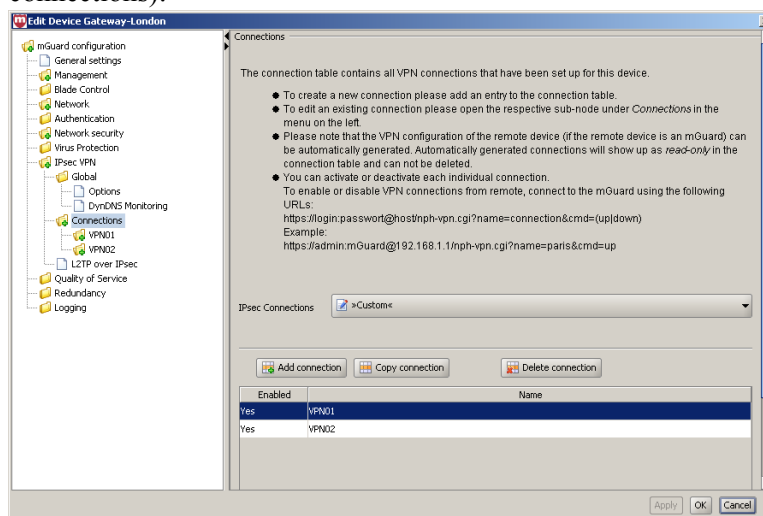 connections).
Edit Device Gateway-London
mGuard configuration
General settings
Management
Blade Control
Network
Authentication
Network security
Virus Protection
IPsec VPN
Global
Options
DynDNS Monitoring
Connections
VPN01
VPN02
L2TP over IPsec
Quality of Service
Redundancy
Logging
Connections
The connection table contains all VPN connections that have been set up for this device.
To create a new connection please add an entry to the connection table.
To edit an existing connection please open the respective sub-node under Connections in the
menu on the left.
Please note that the VPN configuration of the remote device (if the remote device is an mGuard) can
be automatically generated. Automatically generated connections will show up as read-only in the
connection table and can not be deleted.
You can activate or deactivate each individual connection.
To enable or disable VPN connections from remote, connect to the mGuard using the following
URLs:
https://login:passwort@host/nph-vpn.cgi?name=connection&cmd=(up|down)
Example:
https://admin:mGuard@192.168.1.1/nph-vpn.cgi?name=paris&cmd=up
IPsec Connections »Custom«
Add connection Copy connection Delete connection
Enabled Name
Yes VPN01
Yes VPN02
Apply OK Cancel